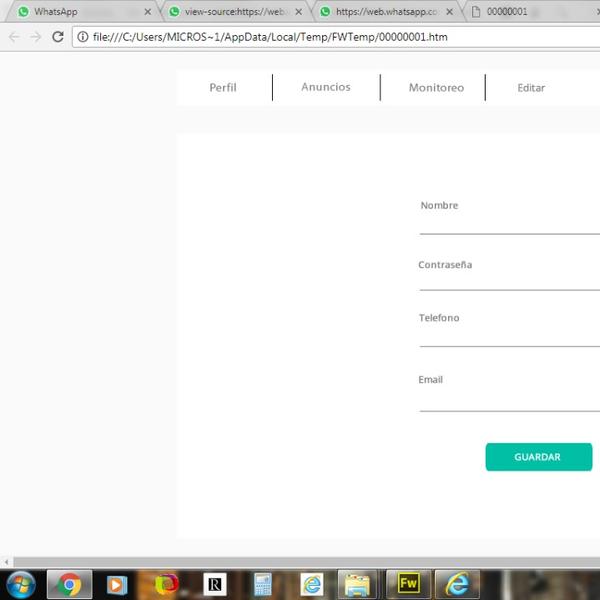 WhatsApp
view-source:https://web.
https://web.whatsapp.co
00000001
file:///C:/Users/MICROS~1/AppData/Local/Temp/FWTemp/00000001.htm
Perfil
Anuncios
Monitoreo
Editar
Nombre
Contraseña
Telefono
Email
GUARDAR
R
Fw